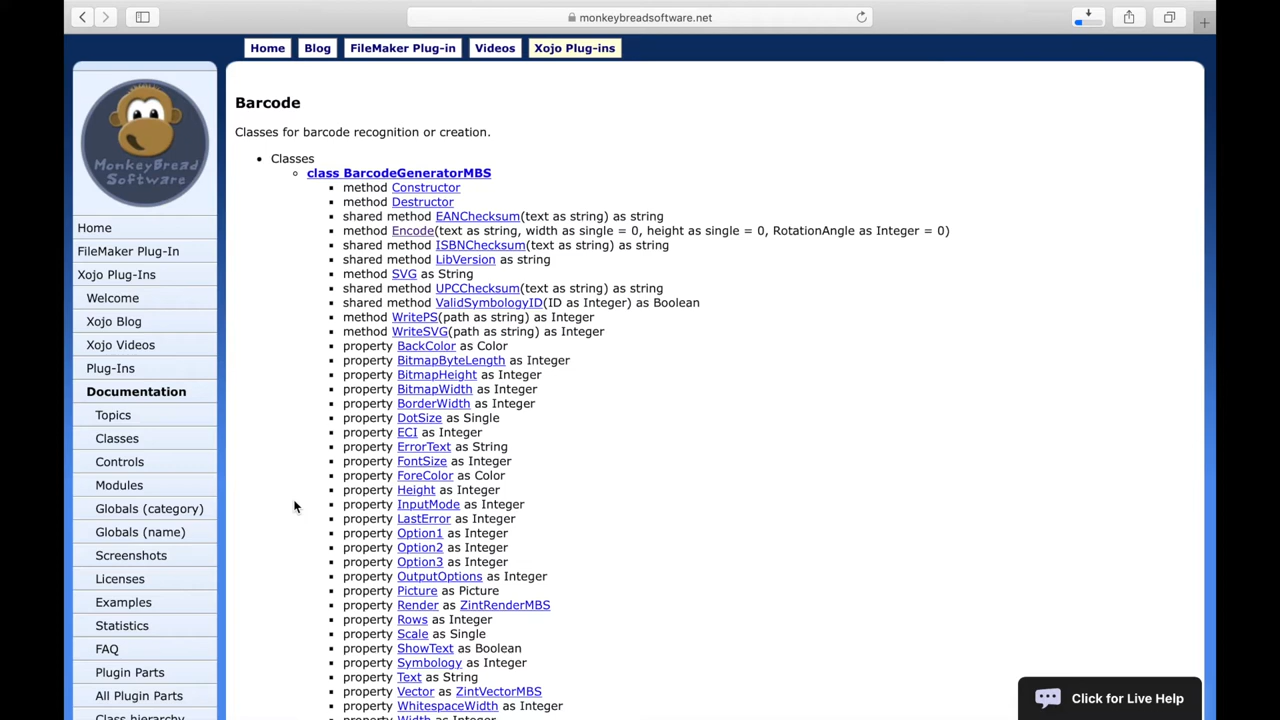 monkeybreadsoftware.net
Home
Blog
FileMaker Plug-in
Videos
Xojo Plug-ins
MonkeyBread
Software
Home
FileMaker Plug-In
Xojo Plug-Ins
Welcome
Xojo Blog
Xojo Videos
Plug-Ins
Documentation
Topics
Classes
Controls
Modules
Globals (category)
Globals (name)
Screenshots
Licenses
Examples
Statistics
FAQ
Plugin Parts
All Plugin Parts
Class hierarchy
Barcode
Classes for barcode recognition or creation.
Classes
class BarcodeGeneratorMBS
method Constructor
method Destructor
shared method EANChecksum(text as string) as string
method Encode(text as string, width as single = 0, height as single = 0, RotationAngle as Integer = 0)
shared method ISBNChecksum(text as string) as string
shared method LibVersion as string
method SVG as String
shared method UPCChecksum(text as string) as string
shared method ValidSymbologyID(ID as Integer) as Boolean
method WritePS(path as string) as Integer
method WriteSVG(path as string) as Integer
property BackColor as Color
property BitmapByteLength as Integer
property BitmapHeight as Integer
property BitmapWidth as Integer
property BorderWidth as Integer
property DotSize as Single
property ECI as Integer
property ErrorText as String
property FontSize as Integer
property ForeColor as Color
property Height as Integer
property InputMode as Integer
property LastError as Integer
property Option1 as Integer
property Option2 as Integer
property Option3 as Integer
property OutputOptions as Integer
property Picture as Picture
property Render as ZintRenderMBS
property Rows as Integer
property Scale as Single
property ShowText as Boolean
property Symbology as Integer
property Text as String
property Vector as ZintVectorMBS
property WhitespaceWidth as Integer
property Width as Integer
Click for Live Help